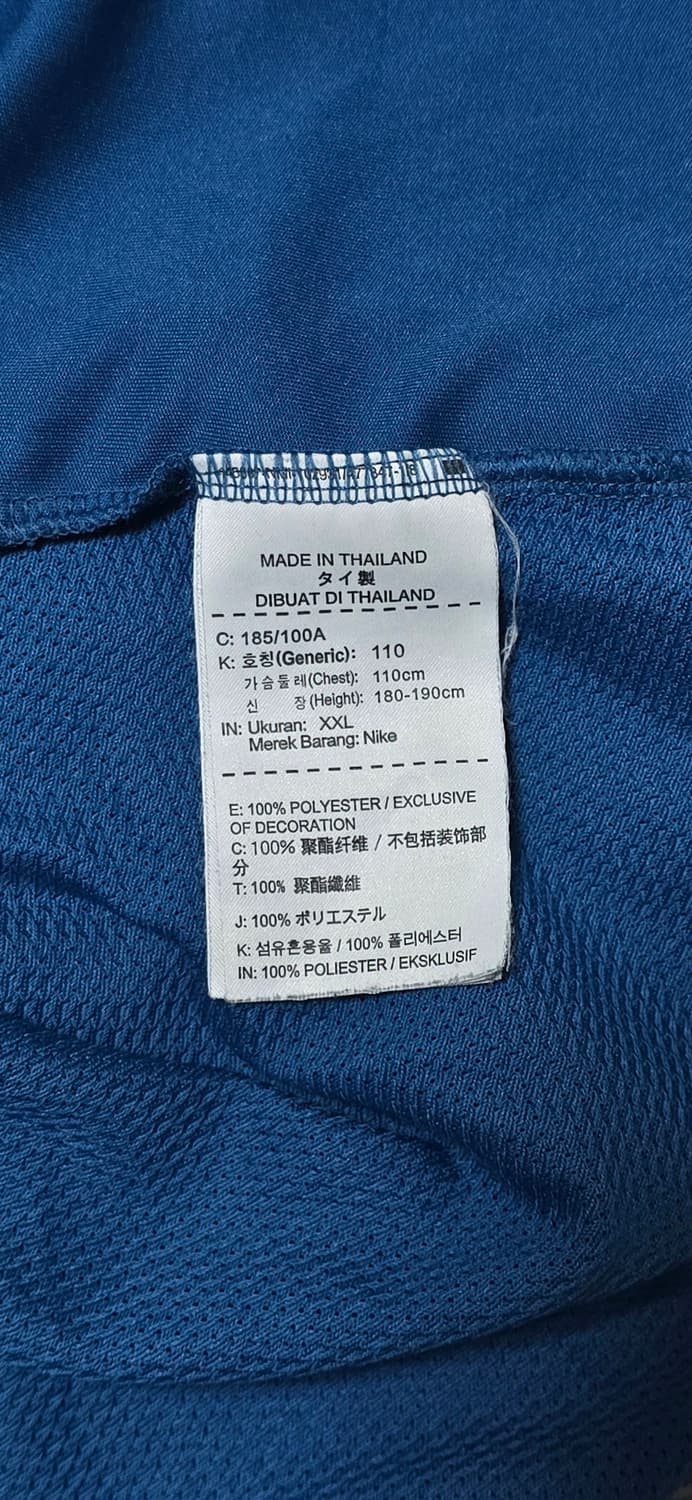 MADE IN THAILAND
タイ製
DIBUAT DI THAILAND
C: 185/100A
K: 호칭(Generic): 110
가슴둘레(Chest): 110cm
신 장(Height): 180-190cm
IN: Ukuran: XXL
Merek Barang: Nike
E: 100% POLYESTER / EXCLUSIVE
OF DECORATION
C: 100% 聚酯纤维 / 不包括装饰部
分
T: 100% 聚酯纖維
J: 100% ポリエステル
K: 섬유혼용율 / 100% 폴리에스터
IN: 100% POLIESTER / EKSKLUSIF